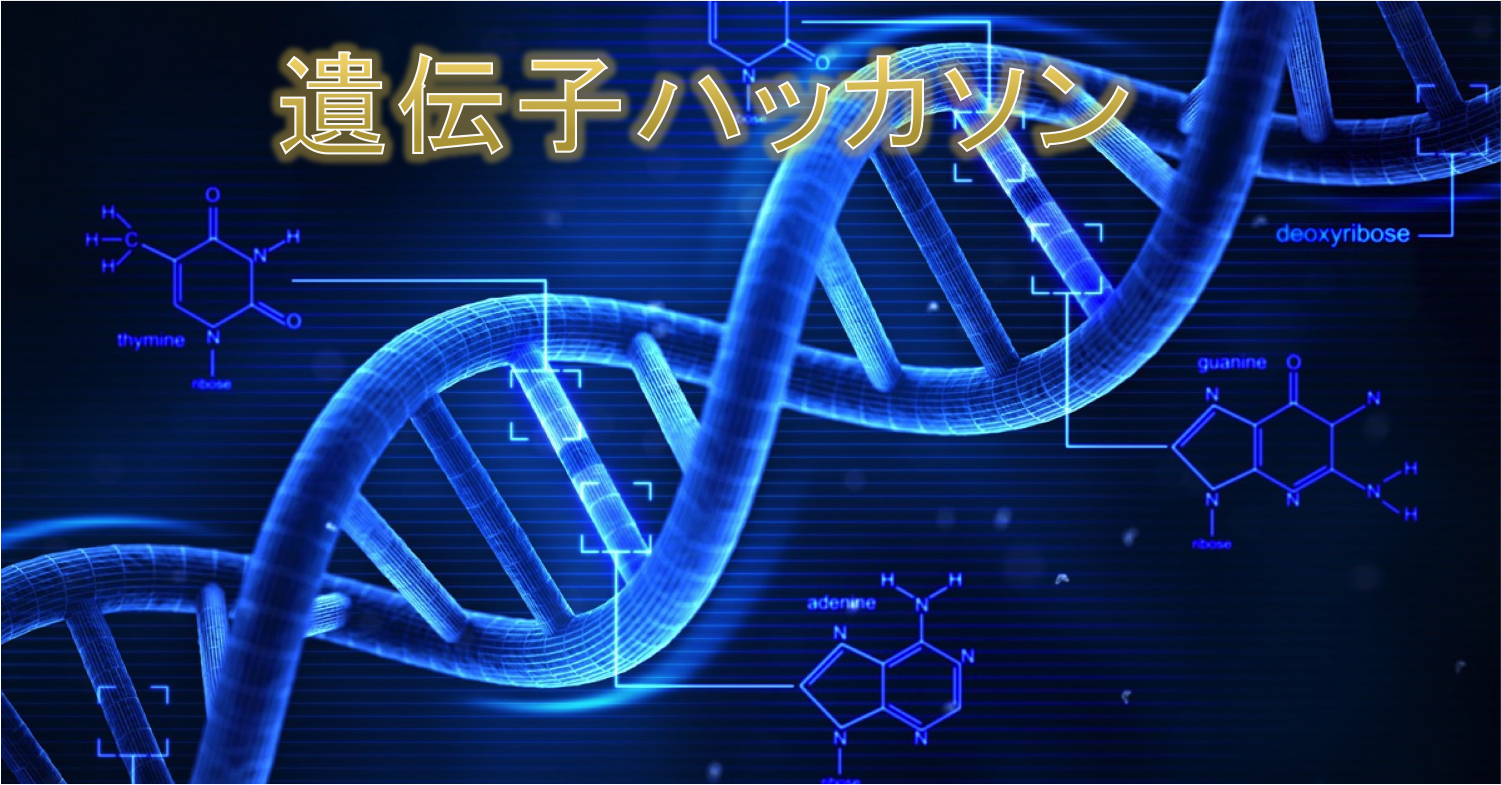 遺伝子ハッカソン
deoxyribose
thymine
ribose
guanine
ribose
adenine
ribose